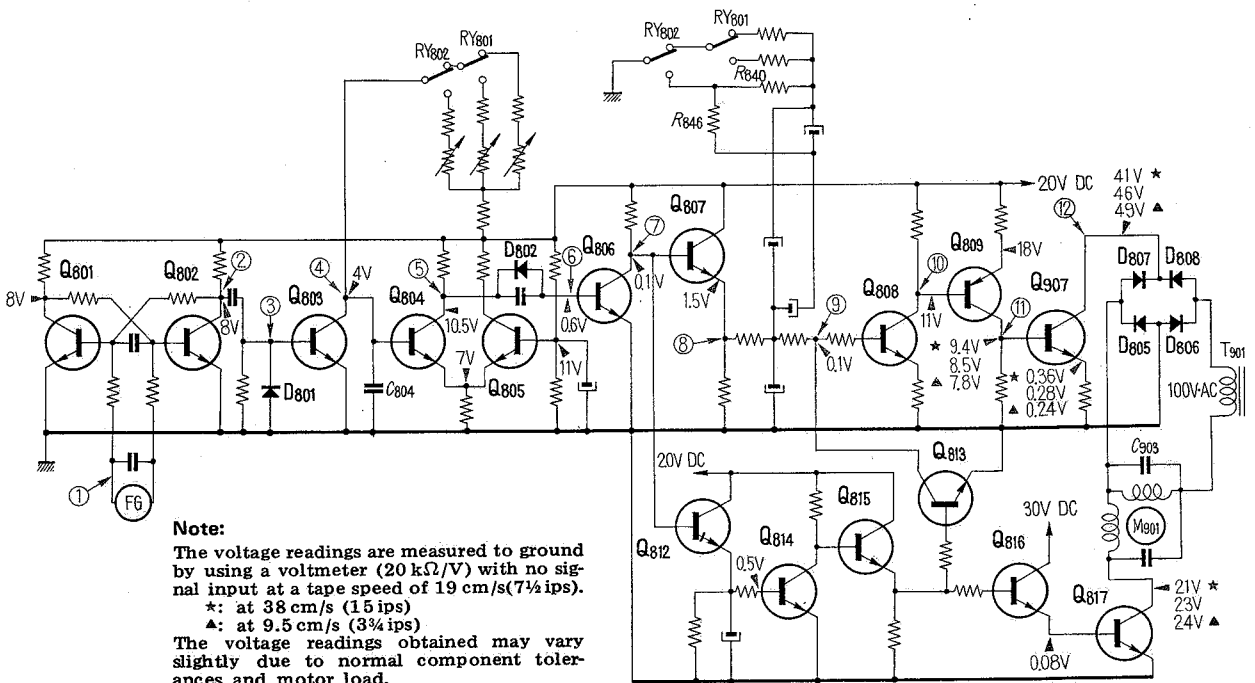 RY802
RY801
RY802
RY801
R840
R846
20V DC
41V ★
46V
49V ▲
⑫
Q801
Q802
②
8V
8V
③
④
4V
Q803
D801
C804
⑤
Q804
10.5V
7V
Q805
D802
⑥
0.6V
11V
Q806
⑦
0.1V
Q807
1.5V
⑧
⑨
0.1V
Q808
⑩
11V
Q809
18V
⑪
Q907
★ 9.4V
8.5V
▲ 7.8V
★ 0.36V
0.28V
▲ 0.24V
D807
D808
D805
D806
T901
100V·AC
① FG
Q813
20V DC
Q812
0.5V
Q814
Q815
30V DC
Q816
0.08V
Q817
C903
M901
21V ★
23V
24V ▲
Note:
The voltage readings are measured to ground
by using a voltmeter (20 kΩ/V) with no sig-
nal input at a tape speed of 19 cm/s(7½ ips).
★: at 38 cm/s (15 ips)
▲: at 9.5 cm/s (3¾ ips)
The voltage readings obtained may vary
slightly due to normal component toler-
ances and motor load.